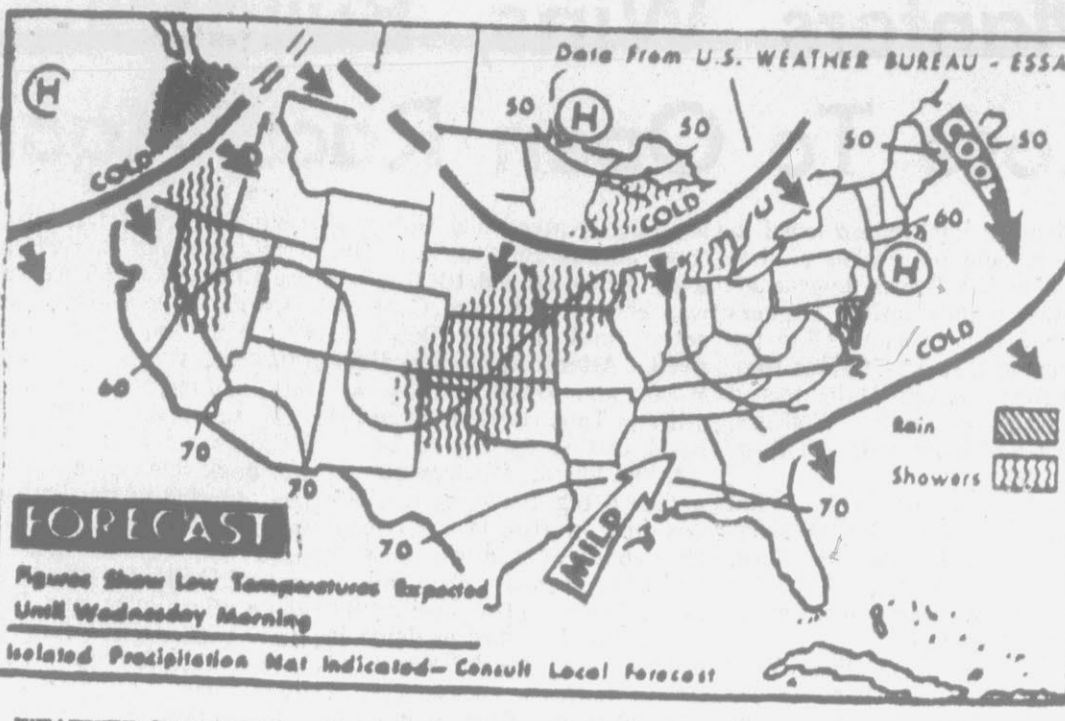 Data From U.S. WEATHER BUREAU - ESSA
H
H
50
50
50
COOL
50
COLD
COLD
60
H
COLD
60
70
70
Rain
Showers
70
70
MILD
FORECAST
Figures Show Low Temperatures Expected
Until Wednesday Morning
Isolated Precipitation Not Indicated— Consult Local Forecast